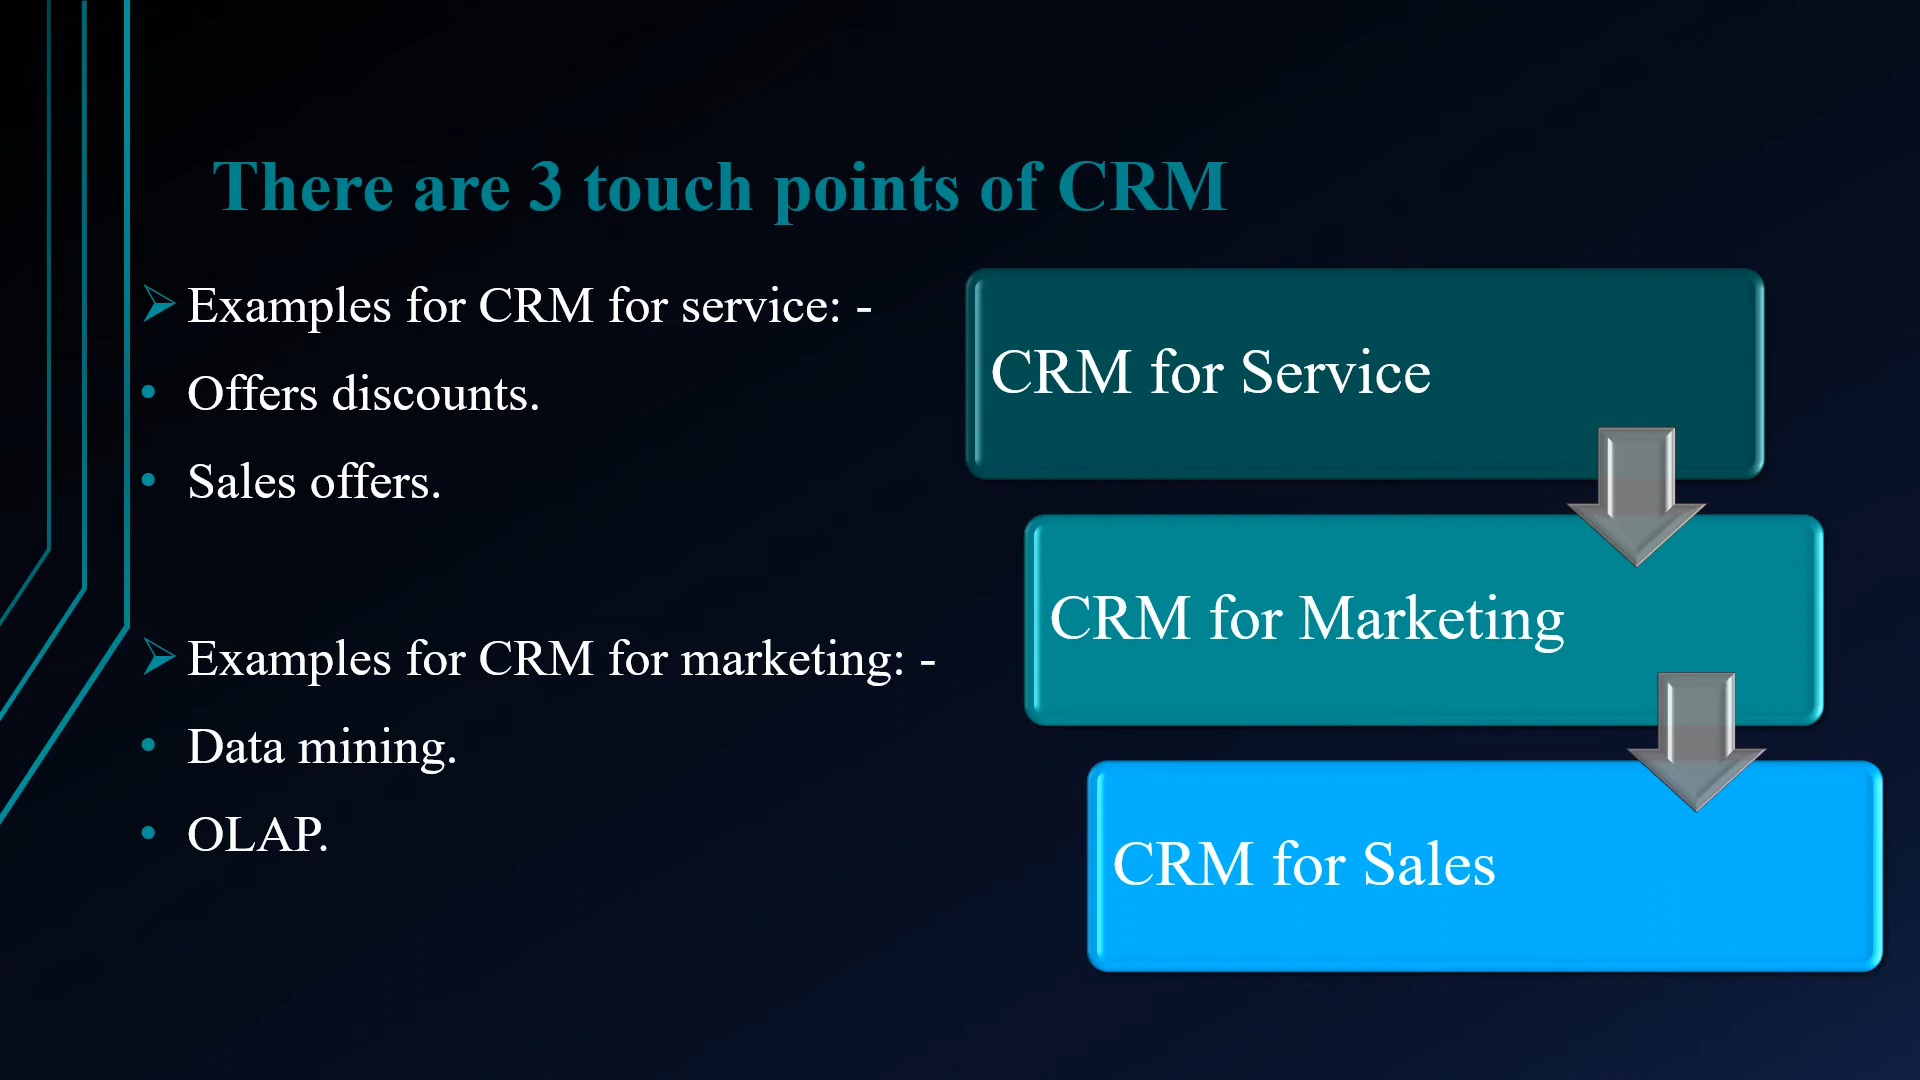 There are 3 touch points of CRM
➢ Examples for CRM for service: -
• Offers discounts.
• Sales offers.
➢ Examples for CRM for marketing: -
• Data mining.
• OLAP.
CRM for Service
CRM for Marketing
CRM for Sales